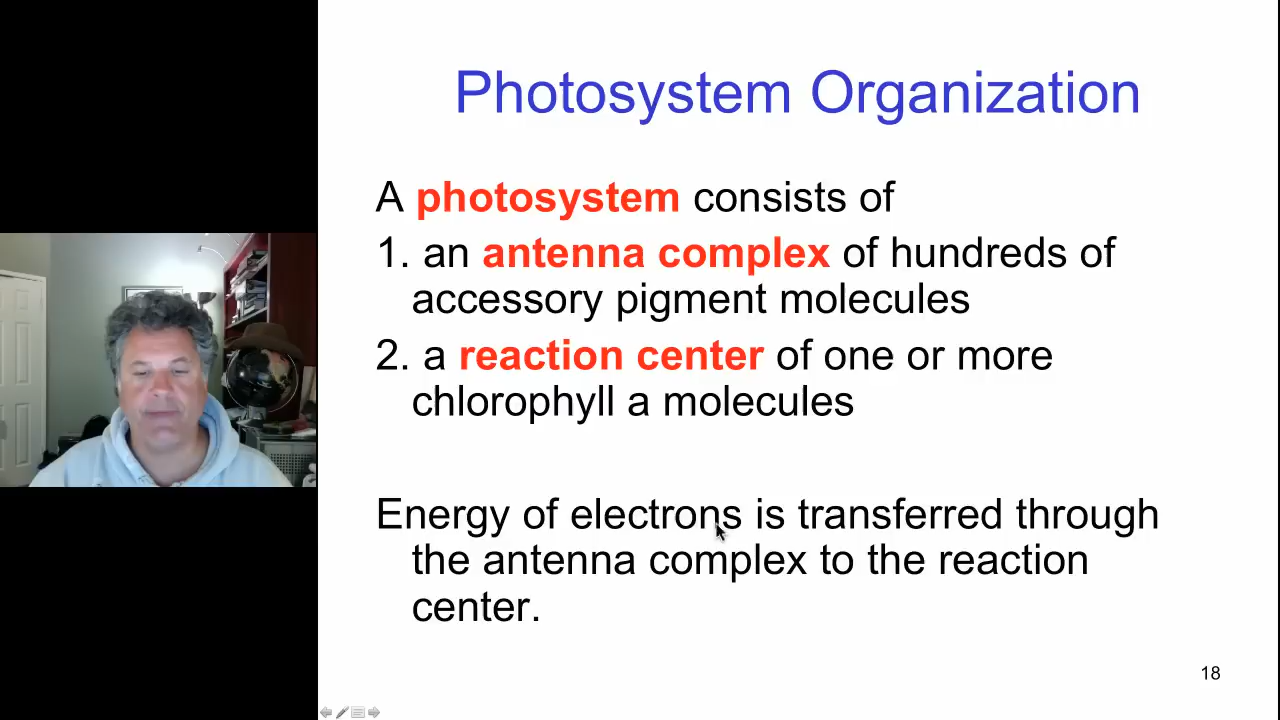 Photosystem Organization
A photosystem consists of
1. an antenna complex of hundreds of
accessory pigment molecules
2. a reaction center of one or more
chlorophyll a molecules
Energy of electrons is transferred through
the antenna complex to the reaction
center.
18